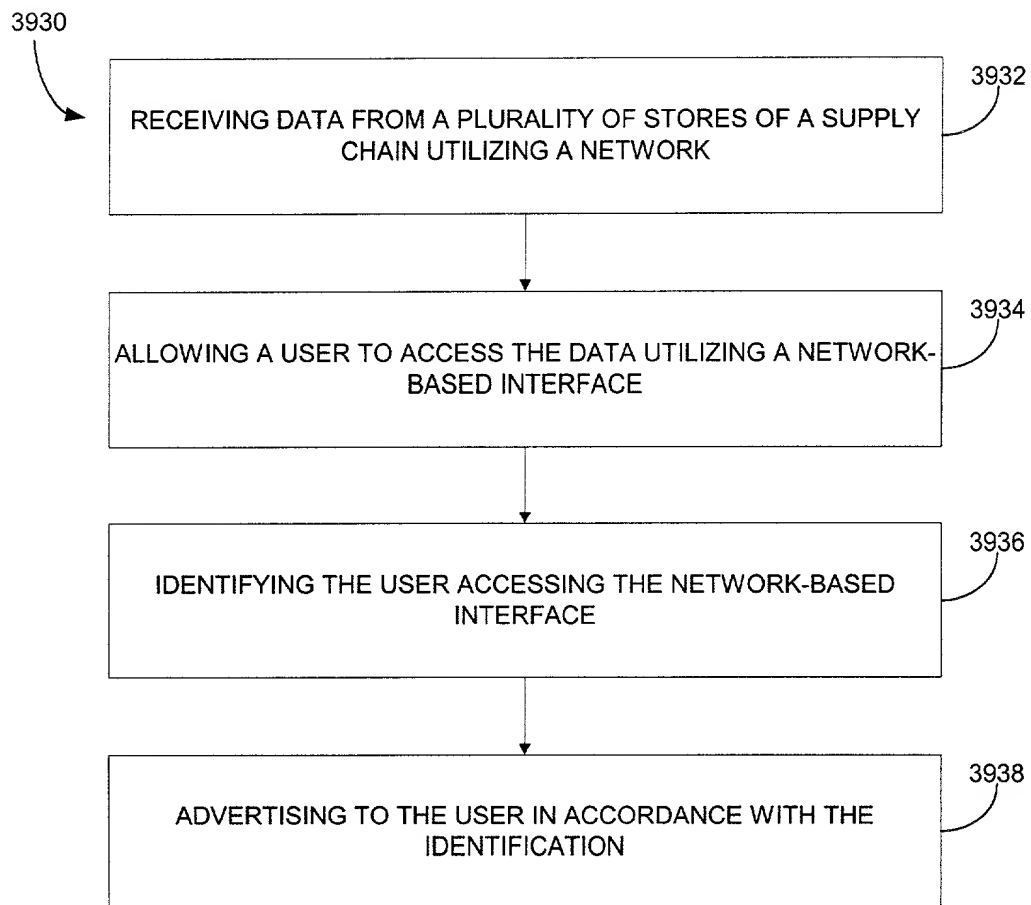 3930
3932
RECEIVING DATA FROM A PLURALITY OF STORES OF A SUPPLY
CHAIN UTILIZING A NETWORK
3934
ALLOWING A USER TO ACCESS THE DATA UTILIZING A NETWORK-
BASED INTERFACE
3936
IDENTIFYING THE USER ACCESSING THE NETWORK-BASED
INTERFACE
3938
ADVERTISING TO THE USER IN ACCORDANCE WITH THE
IDENTIFICATION